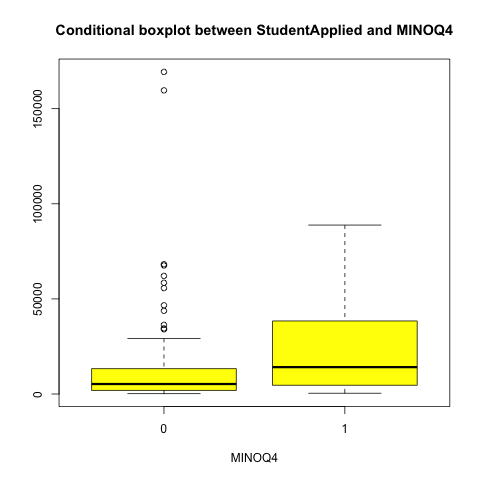 Conditional boxplot between StudentApplied and MINOQ4
150000
100000
50000
0
0 1
MINOQ4